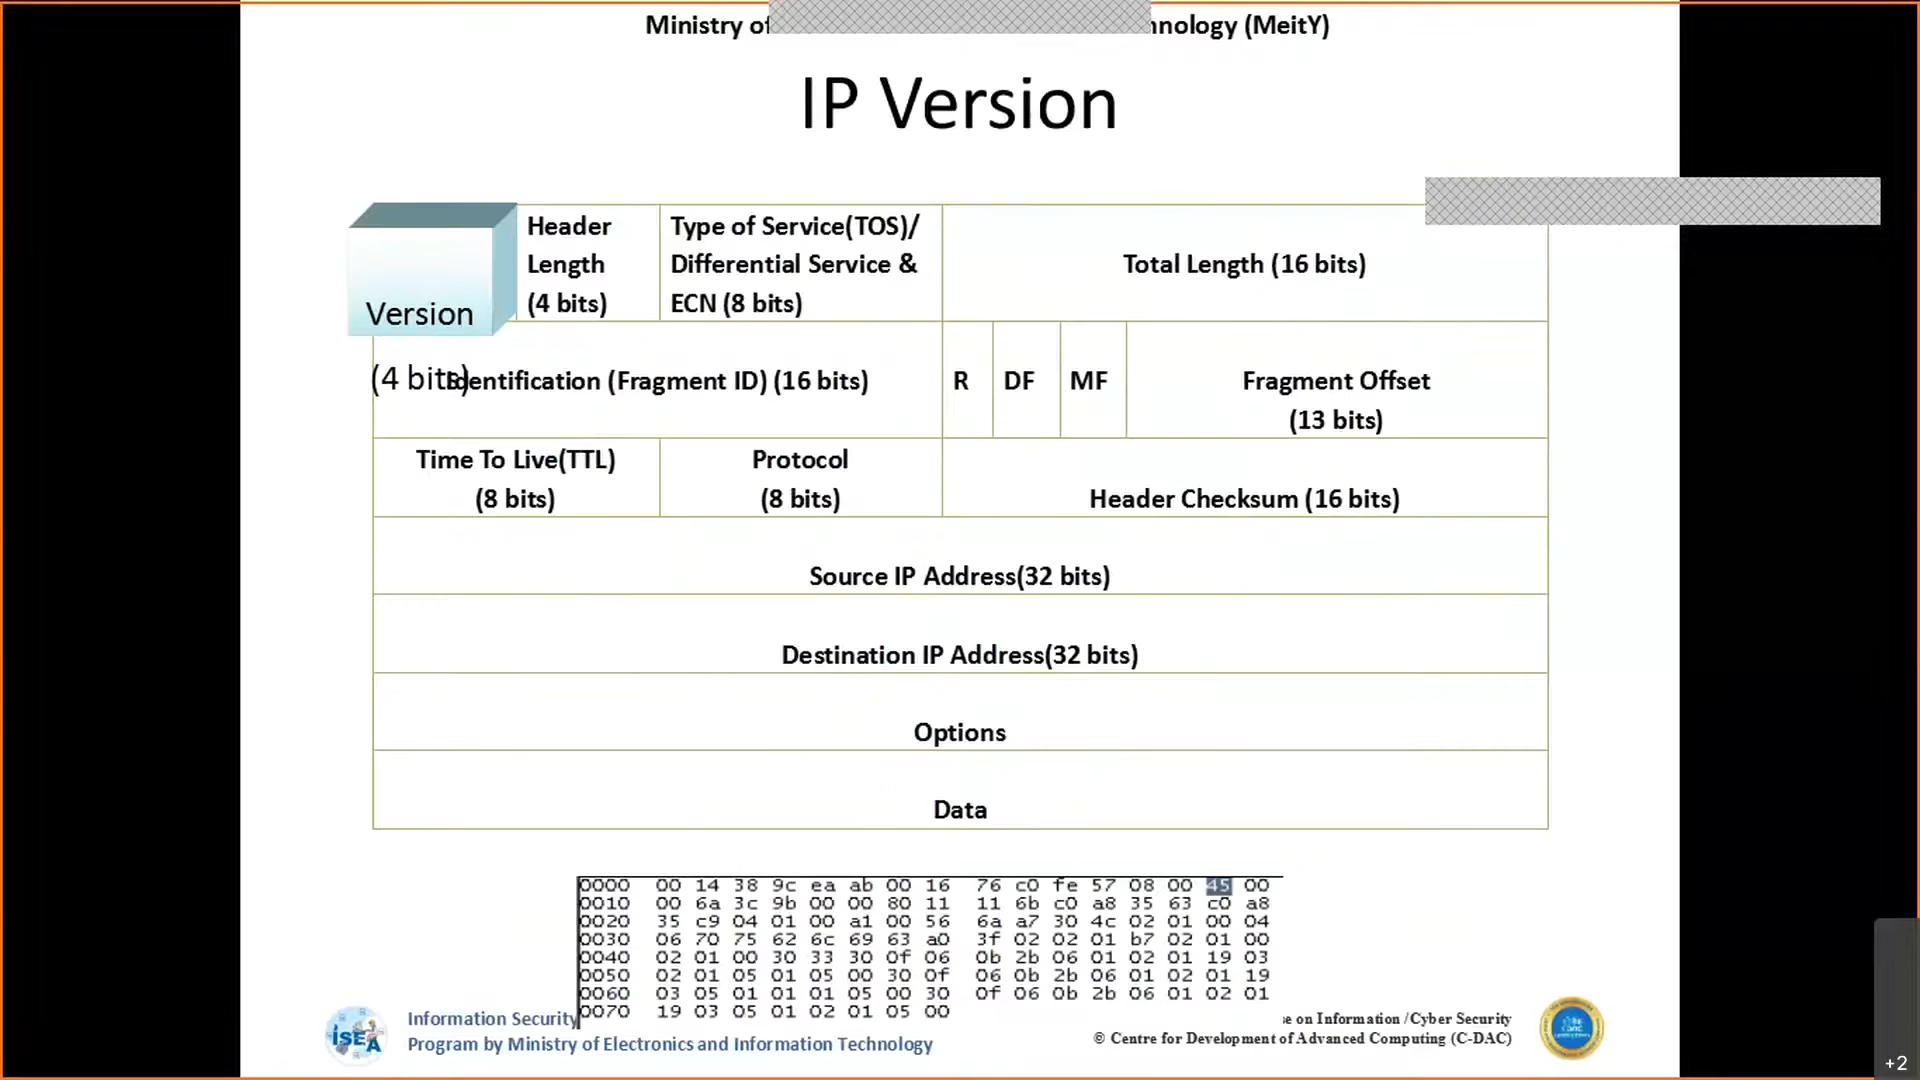 Ministry of nology (MeitY)
IP Version
Version
(4 bits)
Header
Length
(4 bits)
Type of Service(TOS)/
Differential Service &
ECN (8 bits)
Total Length (16 bits)
Identification (Fragment ID) (16 bits)
R
DF
MF
Fragment Offset
(13 bits)
Time To Live(TTL)
(8 bits)
Protocol
(8 bits)
Header Checksum (16 bits)
Source IP Address(32 bits)
Destination IP Address(32 bits)
Options
Data
0000 00 14 38 9c ea ab 00 16 76 c0 fe 57 08 00 45 00
0010 00 6a 3c 9b 00 00 80 11 11 6b c0 a8 35 63 c0 a8
0020 35 c9 04 01 00 a1 00 56 6a a7 30 4c 02 01 00 04
0030 06 70 75 62 6c 69 63 a0 3f 02 02 01 b7 02 01 00
0040 02 01 00 30 33 30 0f 06 0b 2b 06 01 02 01 19 03
0050 02 01 05 01 05 00 30 0f 06 0b 2b 06 01 02 01 19
0060 03 05 01 01 01 05 00 30 0f 06 0b 2b 06 01 02 01
0070 19 03 05 01 02 01 05 00
ISEA
Information Security
Program by Ministry of Electronics and Information Technology
e on Information /Cyber Security
© Centre for Development of Advanced Computing (C-DAC)
+2